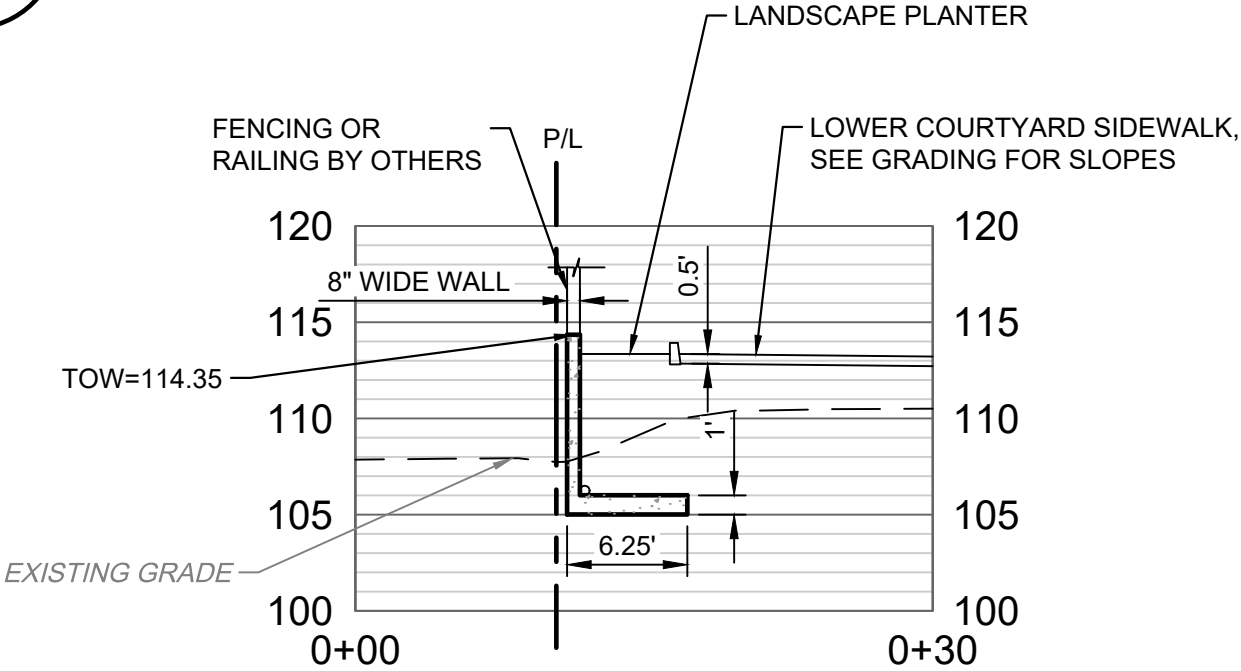 LANDSCAPE PLANTER
FENCING OR
RAILING BY OTHERS
P/L
LOWER COURTYARD SIDEWALK,
SEE GRADING FOR SLOPES
120
120
8" WIDE WALL
0.5'
115
115
TOW=114.35
110
110
1'
105
105
6.25'
EXISTING GRADE
100
100
0+00
0+30